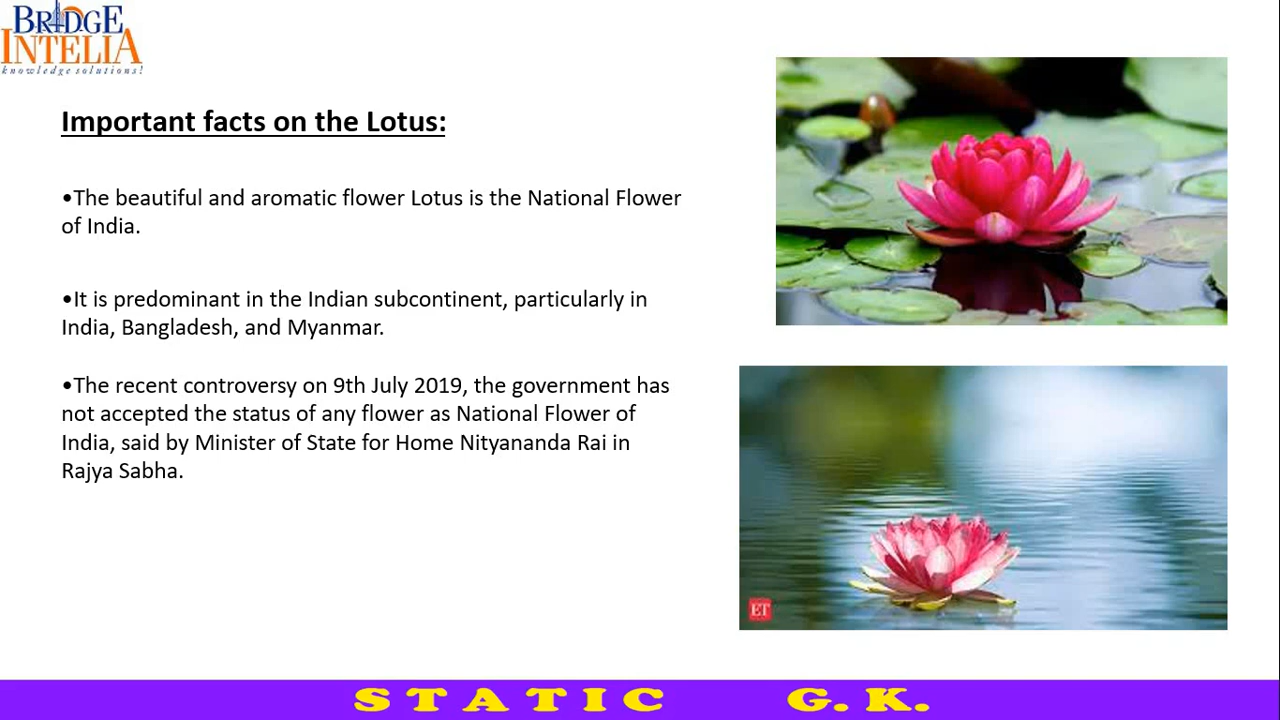 BRIDGE
INTELIA
knowledge solutions!
Important facts on the Lotus:
•The beautiful and aromatic flower Lotus is the National Flower
of India.
•It is predominant in the Indian subcontinent, particularly in
India, Bangladesh, and Myanmar.
•The recent controversy on 9th July 2019, the government has
not accepted the status of any flower as National Flower of
India, said by Minister of State for Home Nityananda Rai in
Rajya Sabha.
ET
STATIC G.K.